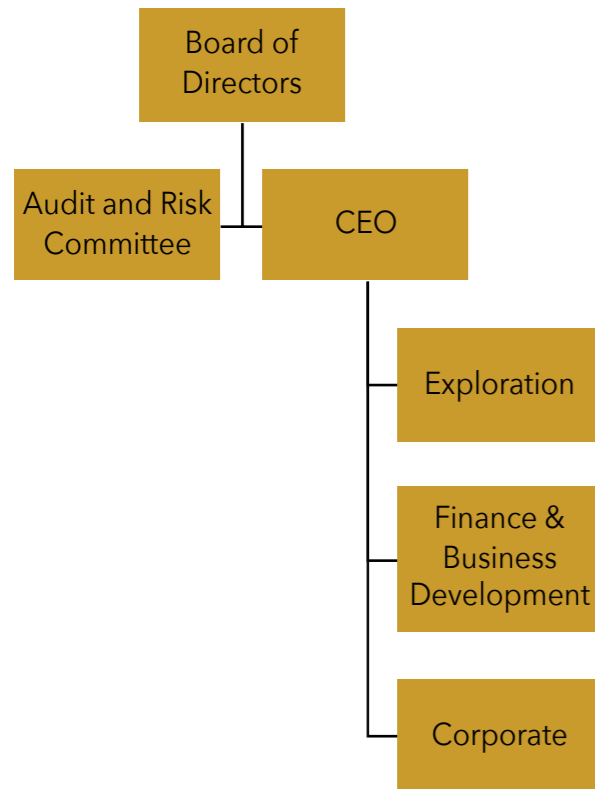 Board of
Directors
Audit and Risk
Committee
CEO
Exploration
Finance &
Business
Development
Corporate